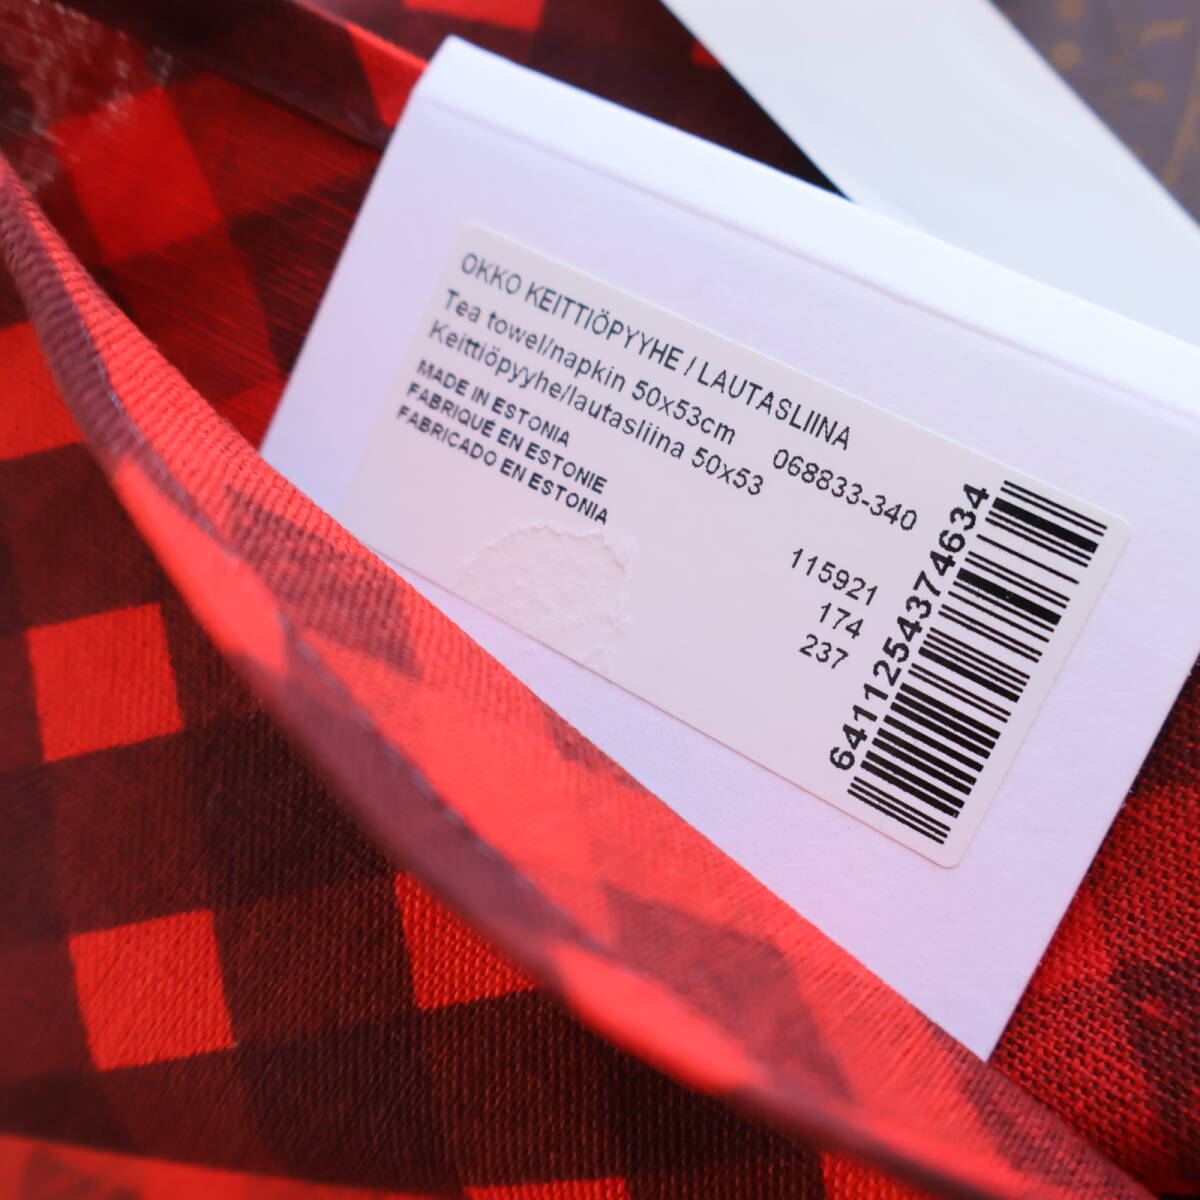 OKKO KEITTIÖPYYHE / LAUTASLIINA
Tea towel/napkin 50x53cm
Keittiöpyyhe/lautasliina 50x53
068833-340
MADE IN ESTONIA
FABRIQUÉ EN ESTONIE
FABRICADO EN ESTONIA
115921
174
237
6411254374634